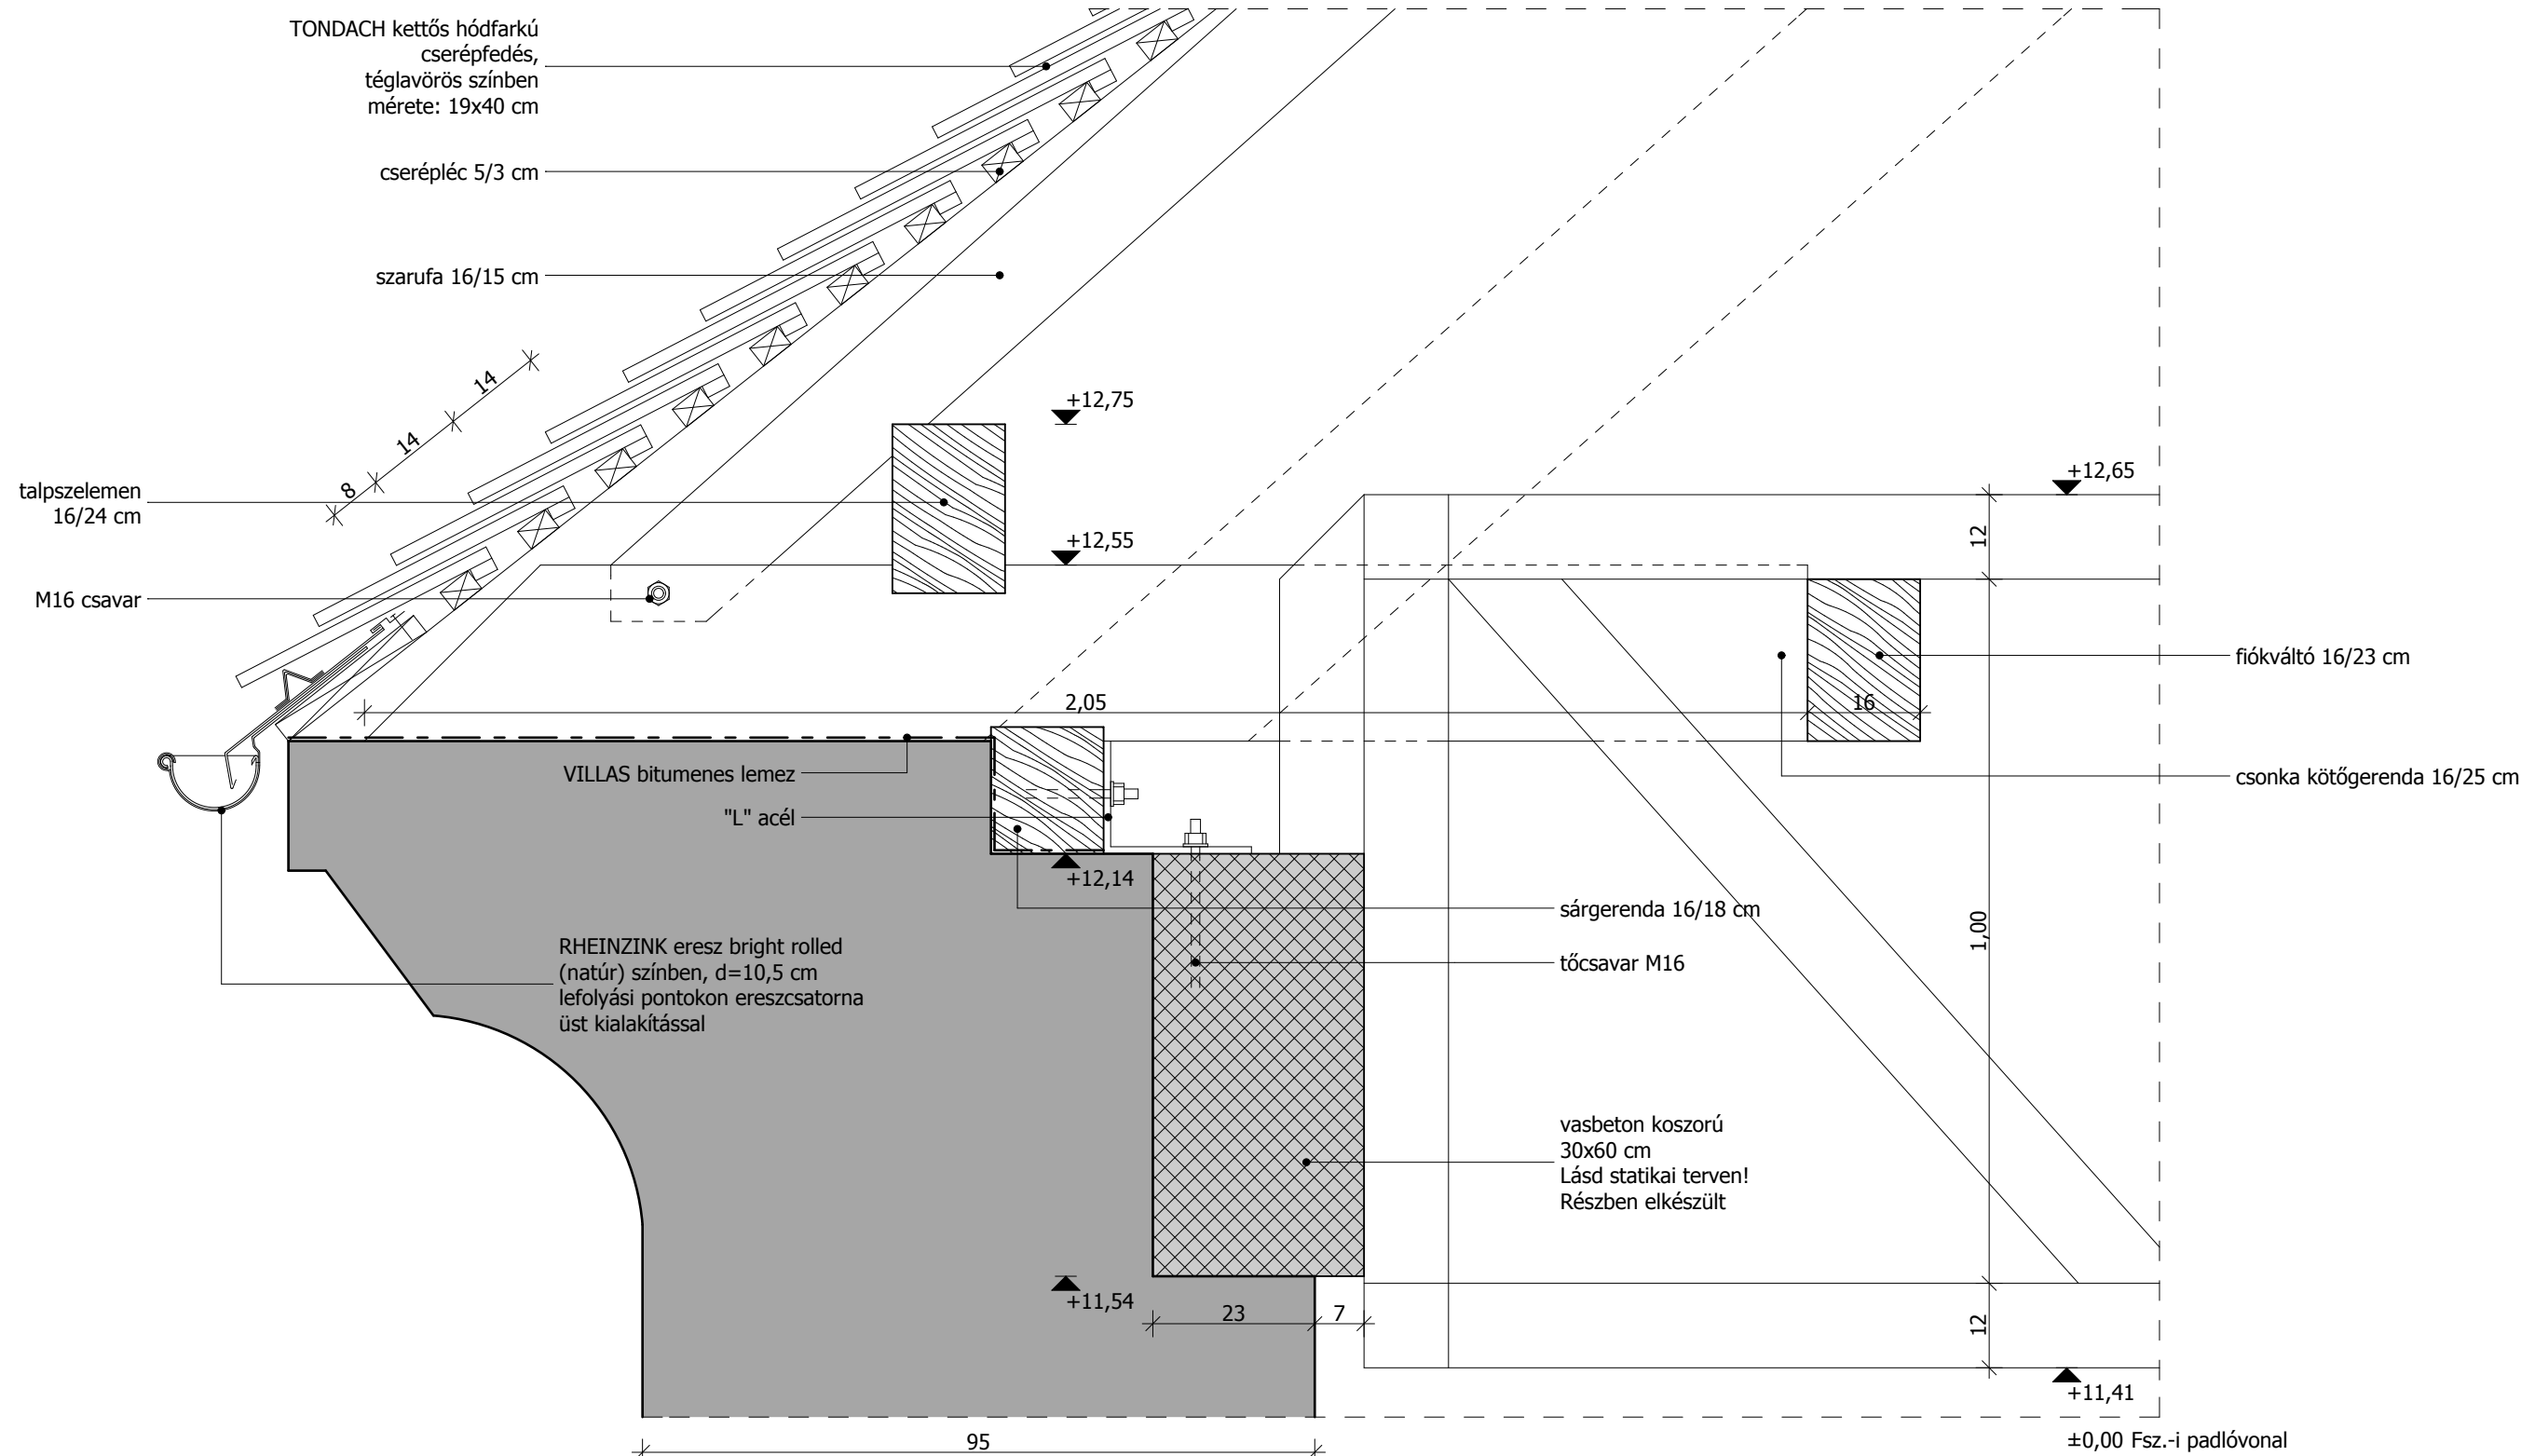 TONDACH kettős hódfarkú
cserépfedés,
téglavörös színben
mérete: 19x40 cm
cserépléc 5/3 cm
szarufa 16/15 cm
14
14
8
+12,75
+12,65
talpszelemen
16/24 cm
+12,55
12
M16 csavar
fiókváltó 16/23 cm
2,05
16
VILLAS bitumenes lemez
csonka kötőgerenda 16/25 cm
"L" acél
+12,14
sárgerenda 16/18 cm
1,00
RHEINZINK eresz bright rolled
(natúr) színben, d=10,5 cm
lefolyási pontokon ereszcsatorna
üst kialakítással
tőcsavar M16
vasbeton koszorú
30x60 cm
Lásd statikai terven!
Részben elkészült
+11,54
23
7
12
+11,41
95
±0,00 Fsz.-i padlóvonal